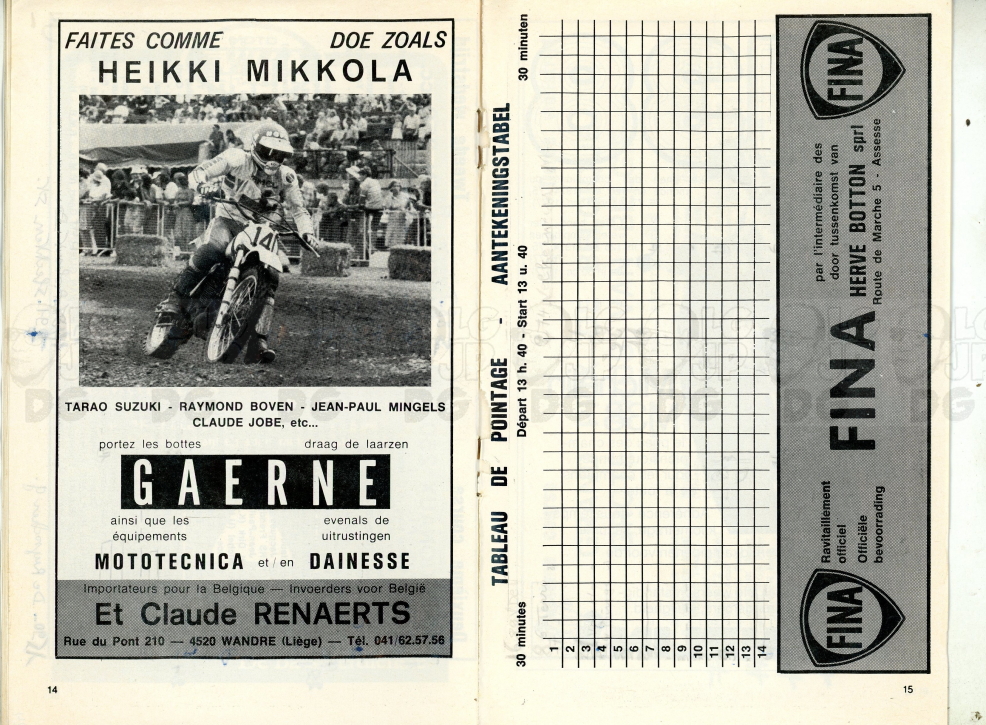 FAITES COMME DOE ZOALS
HEIKKI MIKKOLA
14
TARAO SUZUKI - RAYMOND BOVEN - JEAN-PAUL MINGELS
CLAUDE JOBE, etc...
portez les bottes draag de laarzen
GAERNE
ainsi que les evenals de
équipements uitrustingen
MOTOTECNICA et / en DAINESSE
Importateurs pour la Belgique — Invoerders voor België
Et Claude RENAERTS
Rue du Pont 210 — 4520 WANDRE (Liège) — Tél. 041/62.57.56
14
TABLEAU DE POINTAGE - AANTEKENINGSTABEL
30 minutes Départ 13 h. 40 - Start 13 u. 40 30 minuten
1
2
3
4
5
6
7
8
9
10
11
12
13
14
FINA
Ravitaillement
officiel
Officiële
bevoorrading
FINA
par l'intermédiaire des
door tussenkomst van
HERVE BOTTON sprl
Route de Marche 5 - Assesse
FINA
15